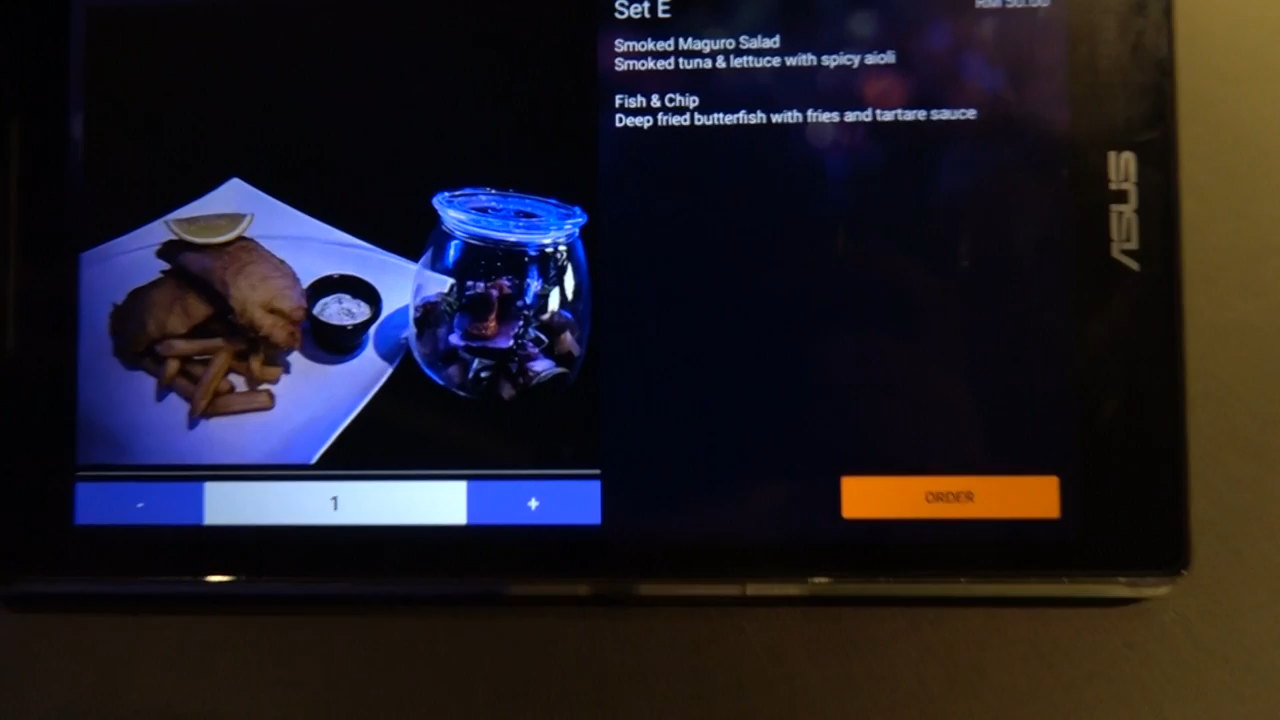 Set E
Smoked Maguro Salad
Smoked tuna & lettuce with spicy aioli
Fish & Chip
Deep fried butterfish with fries and tartare sauce
-
1
+
ORDER
ASUS